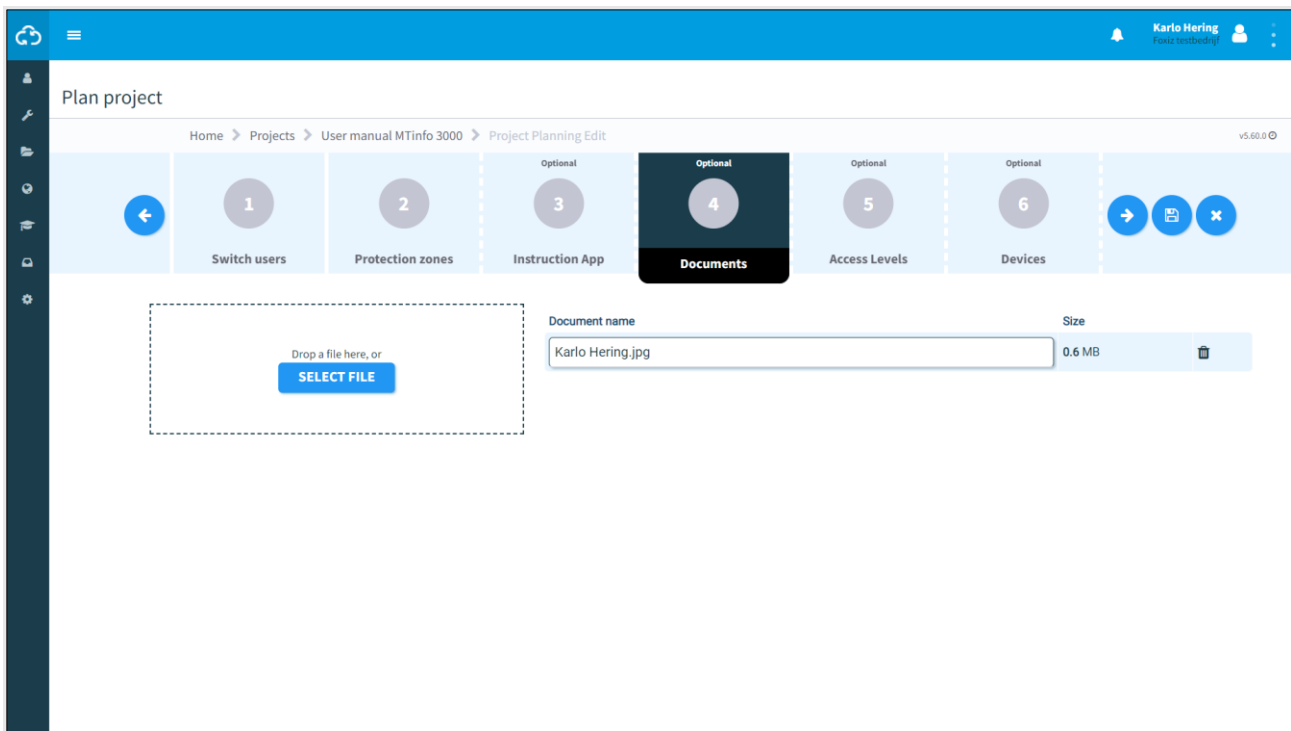 Karlo Hering
Foxiz testbedrijf
Plan project
Home Projects User manual MTinfo 3000 Project Planning Edit
v5.60.0
Optional Optional Optional Optional
1 2 3 4 5 6
Switch users Protection zones Instruction App Documents Access Levels Devices
Document name Size
Karlo Hering.jpg 0.6 MB
Drop a file here, or
SELECT FILE